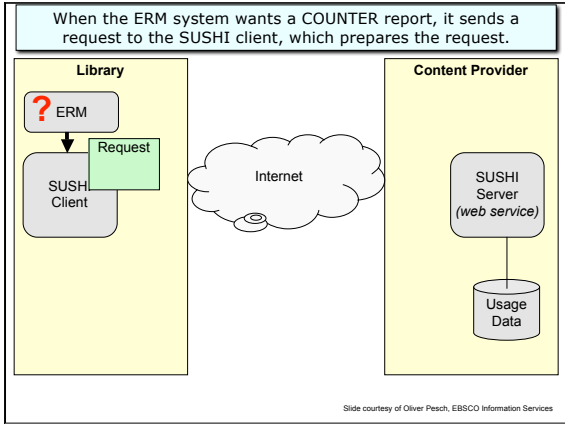 When the ERM system wants a COUNTER report, it sends a
request to the SUSHI client, which prepares the request.
Library
Content Provider
? ERM
Request
SUSHI
Client
Internet
SUSHI
Server
(web service)
Usage
Data
Slide courtesy of Oliver Pesch, EBSCO Information Services